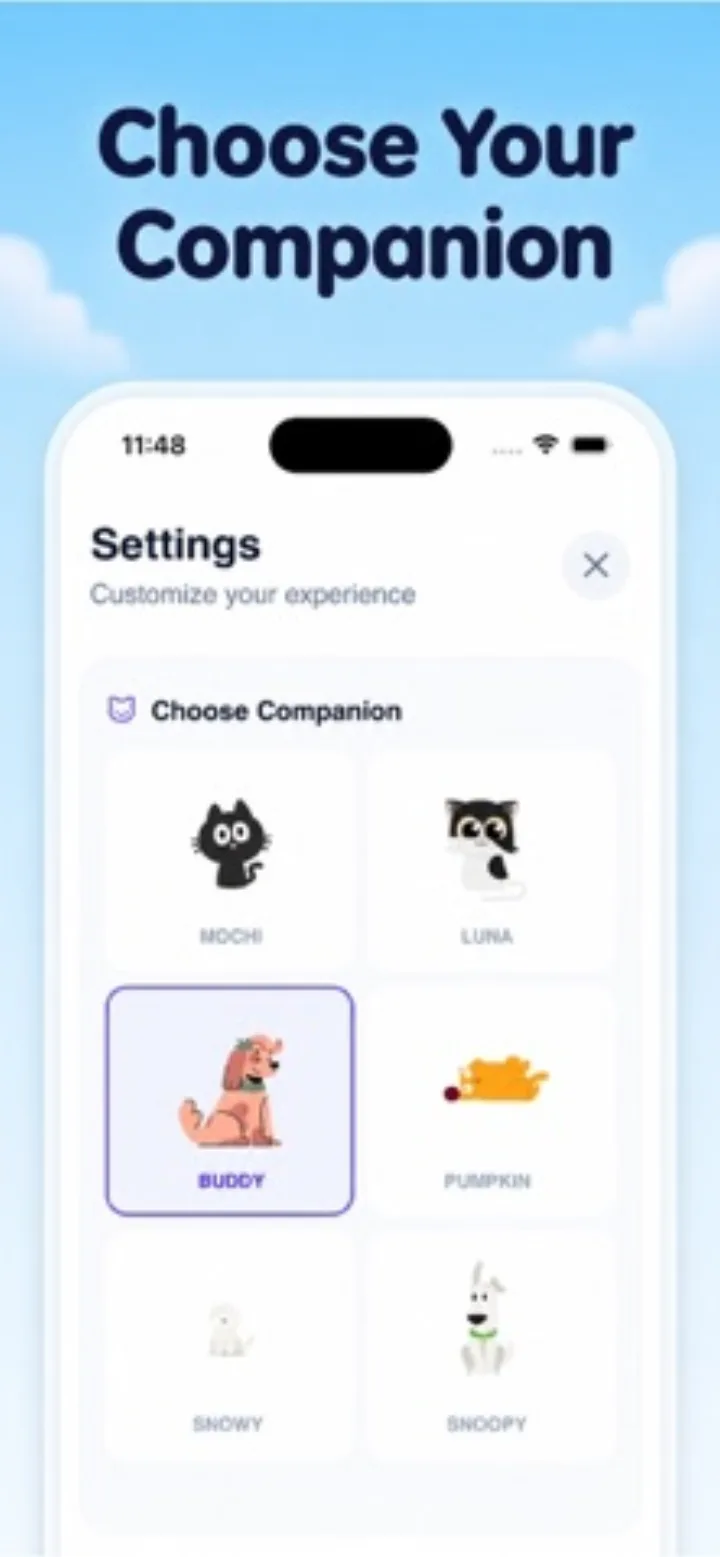 Choose Your
Companion
11:48
Settings
Customize your experience
Choose Companion
MOCHI
LUNA
BUDDY
PUMPKIN
SNOWY
SNOOPY